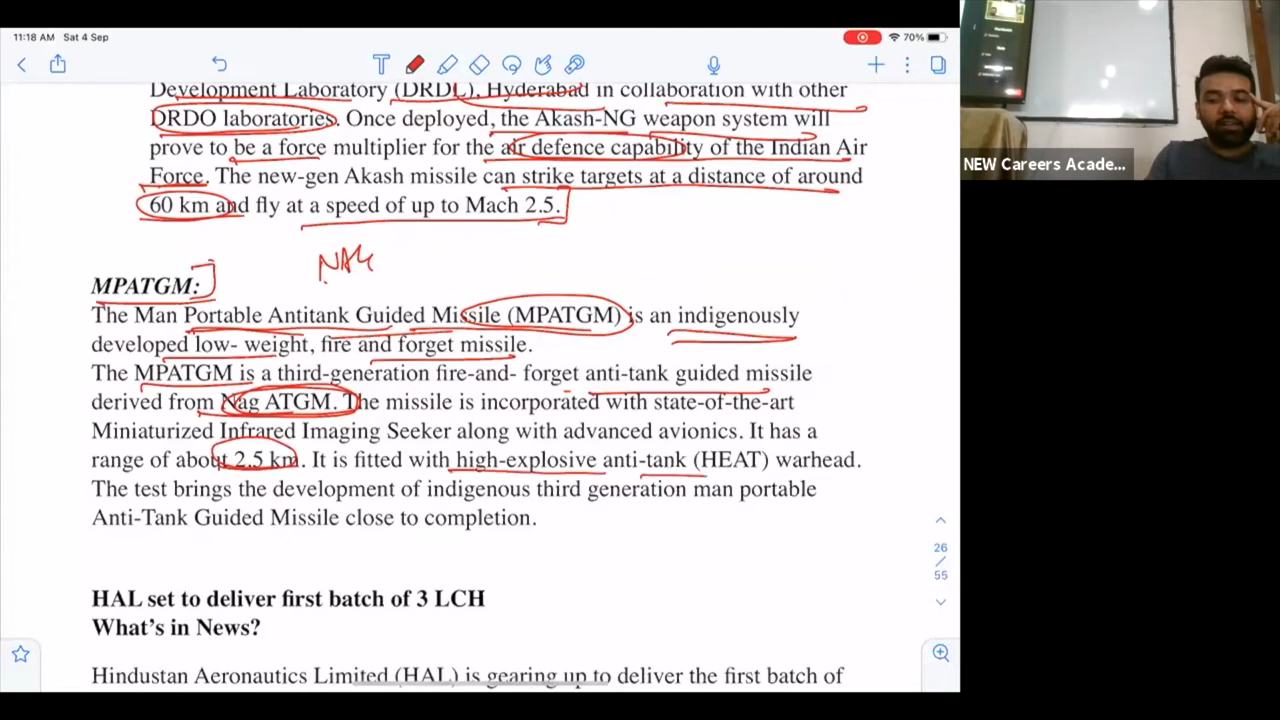 11:18 AM Sat 4 Sep
70%
Development Laboratory (DRDL), Hyderabad in collaboration with other
DRDO laboratories. Once deployed, the Akash-NG weapon system will
prove to be a force multiplier for the air defence capability of the Indian Air
Force. The new-gen Akash missile can strike targets at a distance of around
60 km and fly at a speed of up to Mach 2.5.
NAG
MPATGM:
The Man Portable Antitank Guided Missile (MPATGM) is an indigenously
developed low- weight, fire and forget missile.
The MPATGM is a third-generation fire-and- forget anti-tank guided missile
derived from Nag ATGM. The missile is incorporated with state-of-the-art
Miniaturized Infrared Imaging Seeker along with advanced avionics. It has a
range of about 2.5 km. It is fitted with high-explosive anti-tank (HEAT) warhead.
The test brings the development of indigenous third generation man portable
Anti-Tank Guided Missile close to completion.
HAL set to deliver first batch of 3 LCH
What's in News?
Hindustan Aeronautics Limited (HAL) is gearing up to deliver the first batch of
26
/
55
NEW Careers Acade...